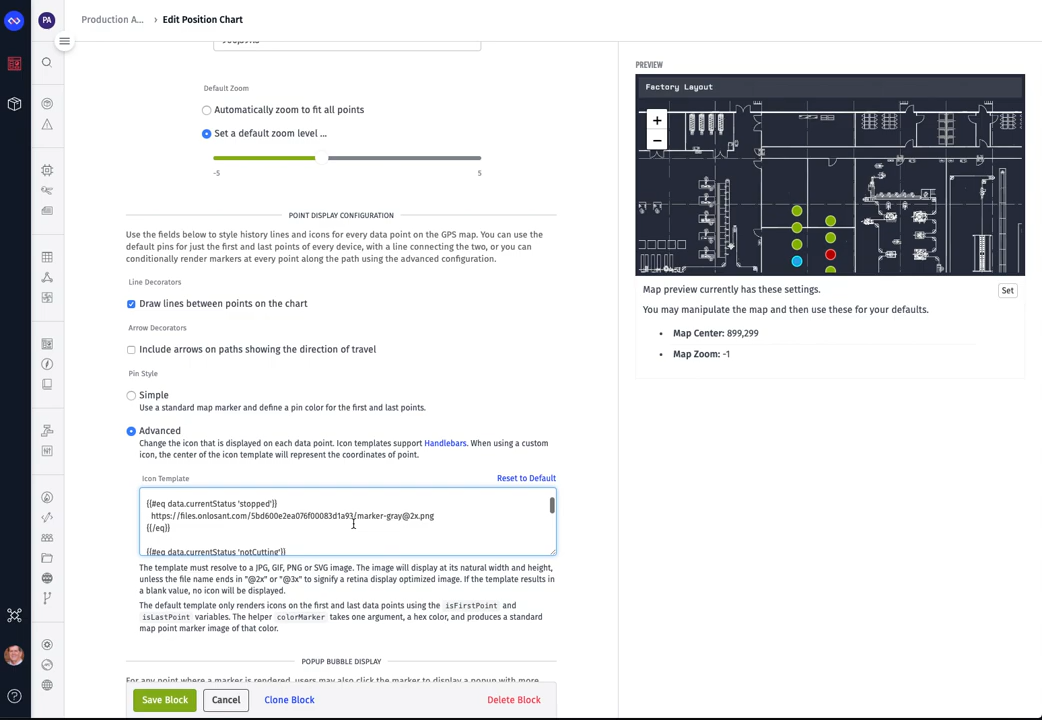 PA
Production A... › Edit Position Chart
Default Zoom
Automatically zoom to fit all points
Set a default zoom level ...
-5
5
POINT DISPLAY CONFIGURATION
Use the fields below to style history lines and icons for every data point on the GPS map. You can use the
default pins for just the first and last points of every device, with a line connecting the two, or you can
conditionally render markers at every point along the path using the advanced configuration.
Line Decorators
Draw lines between points on the chart
Arrow Decorators
Include arrows on paths showing the direction of travel
Pin Style
Simple
Use a standard map marker and define a pin color for the first and last points.
Advanced
Change the icon that is displayed on each data point. Icon templates support Handlebars. When using a custom
icon, the center of the icon template will represent the coordinates of point.
Icon Template
Reset to Default
{{#eq data.currentStatus 'stopped'}}
https://files.onlosant.com/5bd600e2ea076f00083d1a93/marker-gray@2x.png
{{/eq}}
{{#eq data.currentStatus 'notCutting'}}
The template must resolve to a JPG, GIF, PNG or SVG image. The image will display at its natural width and height,
unless the file name ends in "@2x" or "@3x" to signify a retina display optimized image. If the template results in
a blank value, no icon will be displayed.
The default template only renders icons on the first and last data points using the isFirstPoint and
isLastPoint variables. The helper colorMarker takes one argument, a hex color, and produces a standard
map point marker image of that color.
POPUP BUBBLE DISPLAY
For any point where a marker is rendered, users may also click the marker to display a popup with more
Save Block
Cancel
Clone Block
Delete Block
PREVIEW
Factory Layout
+
−
Map preview currently has these settings.
Set
You may manipulate the map and then use these for your defaults.
• Map Center: 899,299
• Map Zoom: -1
NT